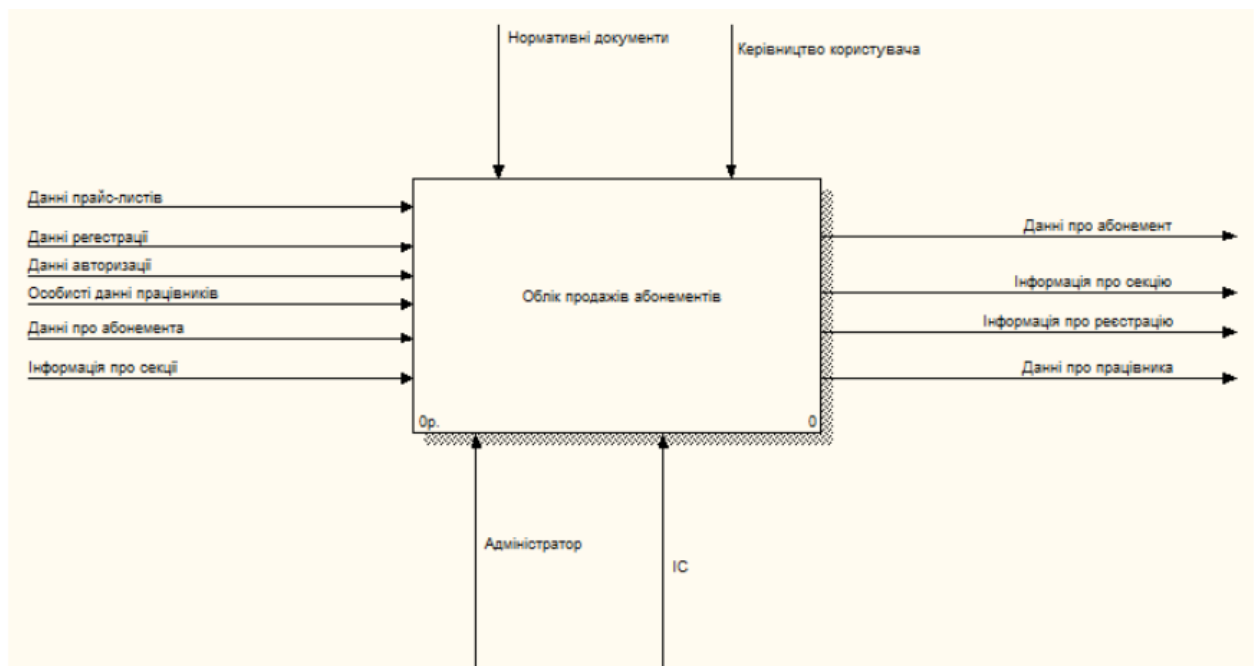 Нормативні документи
Керівництво користувача
Данні прайс-листів
Данні регестрації
Данні авторизації
Особисті данні працівників
Данні про абонемента
Інформація про секції
Облік продажів абонементів
0р.
0
Данні про абонемент
Інформація про секцію
Інформація про реєстрацію
Данні про працівника
Адміністратор
ІС